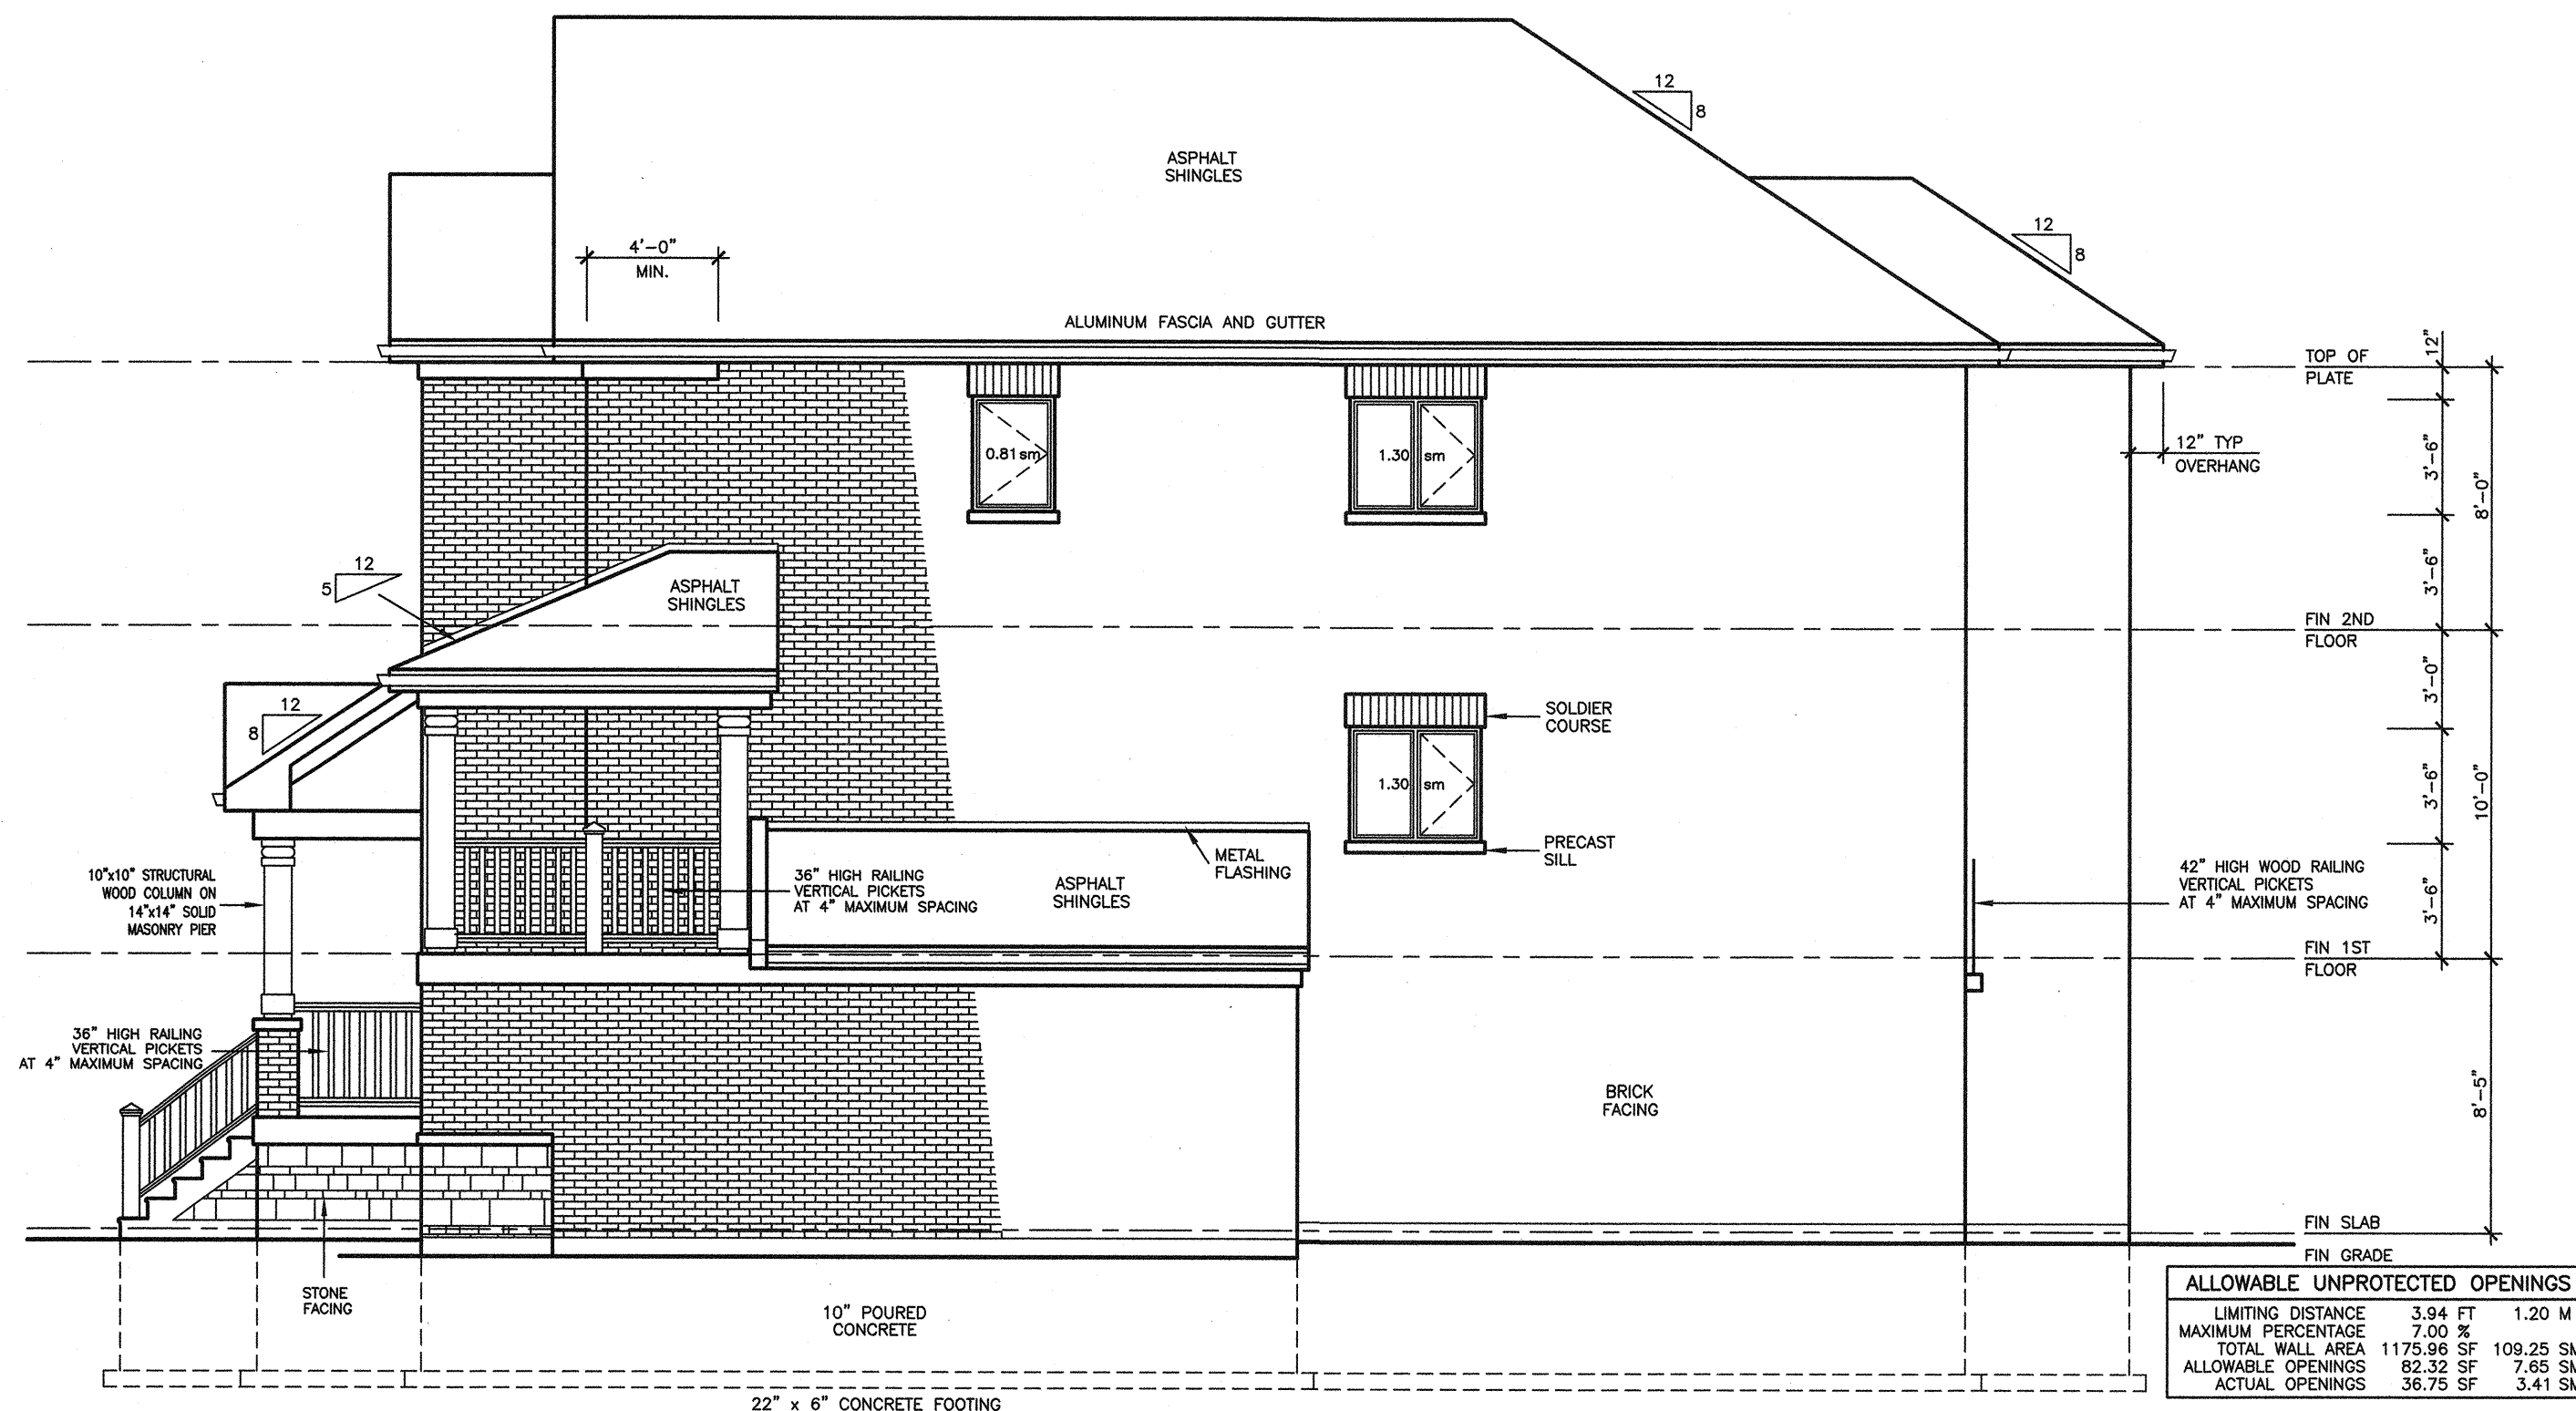 12
8
ASPHALT
SHINGLES
12
8
4'-0"
MIN.
ALUMINUM FASCIA AND GUTTER
12"
TOP OF
PLATE
12" TYP
OVERHANG
3'-6"
8'-0"
0.81 sm
1.30 sm
12
5
ASPHALT
SHINGLES
3'-6"
FIN 2ND
FLOOR
3'-0"
12
8
SOLDIER
COURSE
1.30 sm
3'-6"
10'-0"
PRECAST
SILL
METAL
FLASHING
10"x10" STRUCTURAL
WOOD COLUMN ON
14"x14" SOLID
MASONRY PIER
36" HIGH RAILING
VERTICAL PICKETS
AT 4" MAXIMUM SPACING
ASPHALT
SHINGLES
42" HIGH WOOD RAILING
VERTICAL PICKETS
AT 4" MAXIMUM SPACING
3'-6"
FIN 1ST
FLOOR
36" HIGH RAILING
VERTICAL PICKETS
AT 4" MAXIMUM SPACING
BRICK
FACING
8'-5"
FIN SLAB
FIN GRADE
STONE
FACING
10" POURED
CONCRETE
22" x 6" CONCRETE FOOTING
ALLOWABLE UNPROTECTED OPENINGS
LIMITING DISTANCE 3.94 FT 1.20 M
MAXIMUM PERCENTAGE 7.00 %
TOTAL WALL AREA 1175.96 SF 109.25 SM
ALLOWABLE OPENINGS 82.32 SF 7.65 SM
ACTUAL OPENINGS 36.75 SF 3.41 SM